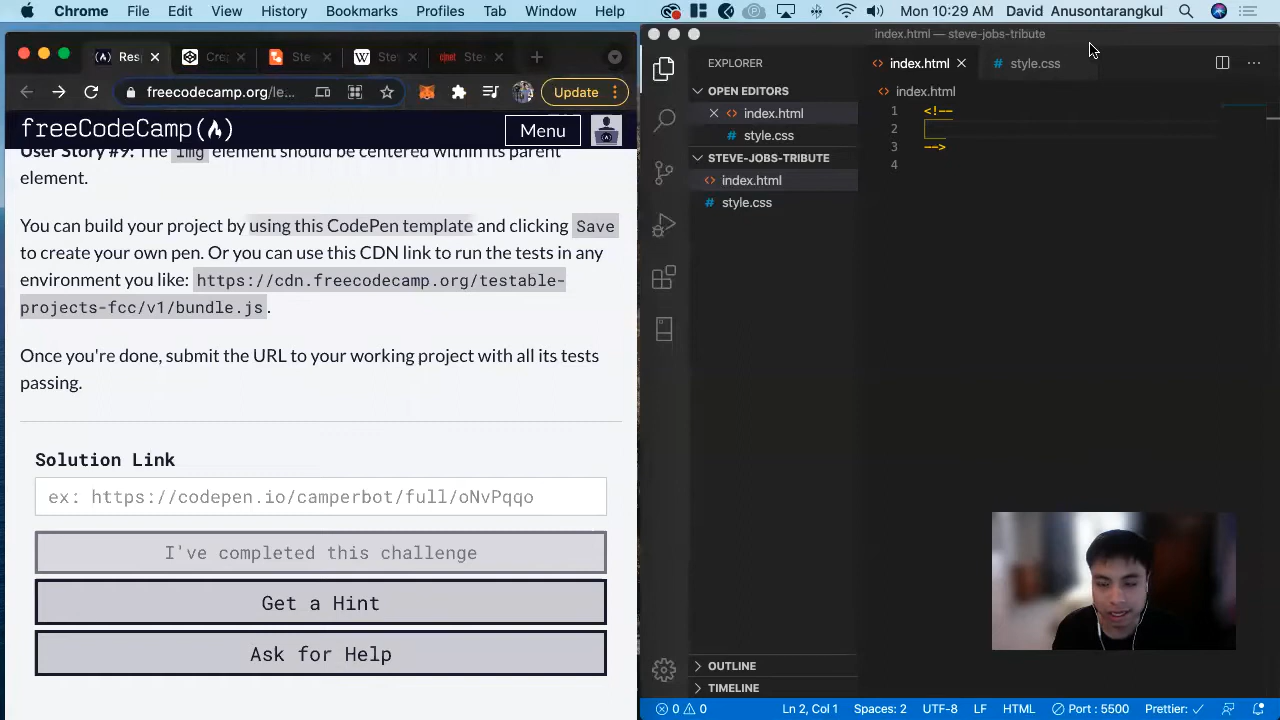 Chrome File Edit View History Bookmarks Profiles Tab Window Help Mon 10:29 AM David Anusontarangkul
Res
Cre
Ste
Stev
Ste
freecodecamp.org/le...
Update
freeCodeCamp
Menu
User Story #9: The img element should be centered within its parent
element.
You can build your project by using this CodePen template and clicking Save
to create your own pen. Or you can use this CDN link to run the tests in any
environment you like: https://cdn.freecodecamp.org/testable-
projects-fcc/v1/bundle.js.
Once you're done, submit the URL to your working project with all its tests
passing.
Solution Link
ex: https://codepen.io/camperbot/full/oNvPqqo
I've completed this challenge
Get a Hint
Ask for Help
index.html — steve-jobs-tribute
EXPLORER
OPEN EDITORS
index.html
style.css
STEVE-JOBS-TRIBUTE
index.html
style.css
OUTLINE
TIMELINE
index.html
style.css
index.html
1 <!--
2
3 -->
4
0 0 Ln 2, Col 1 Spaces: 2 UTF-8 LF HTML Port : 5500 Prettier: ✓